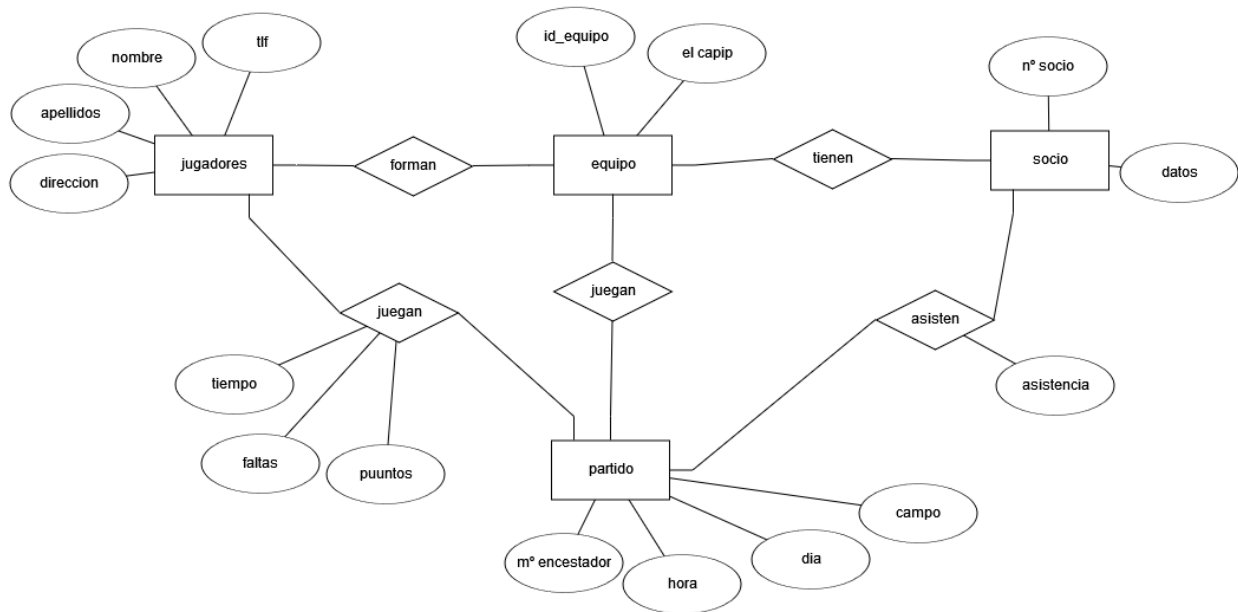 tlf
id_equipo
nombre
el capip
nº socio
apellidos
jugadores
forman
equipo
tienen
socio
direccion
datos
juegan
juegan
asisten
tiempo
asistencia
faltas
puuntos
partido
campo
mº encestador
hora
dia